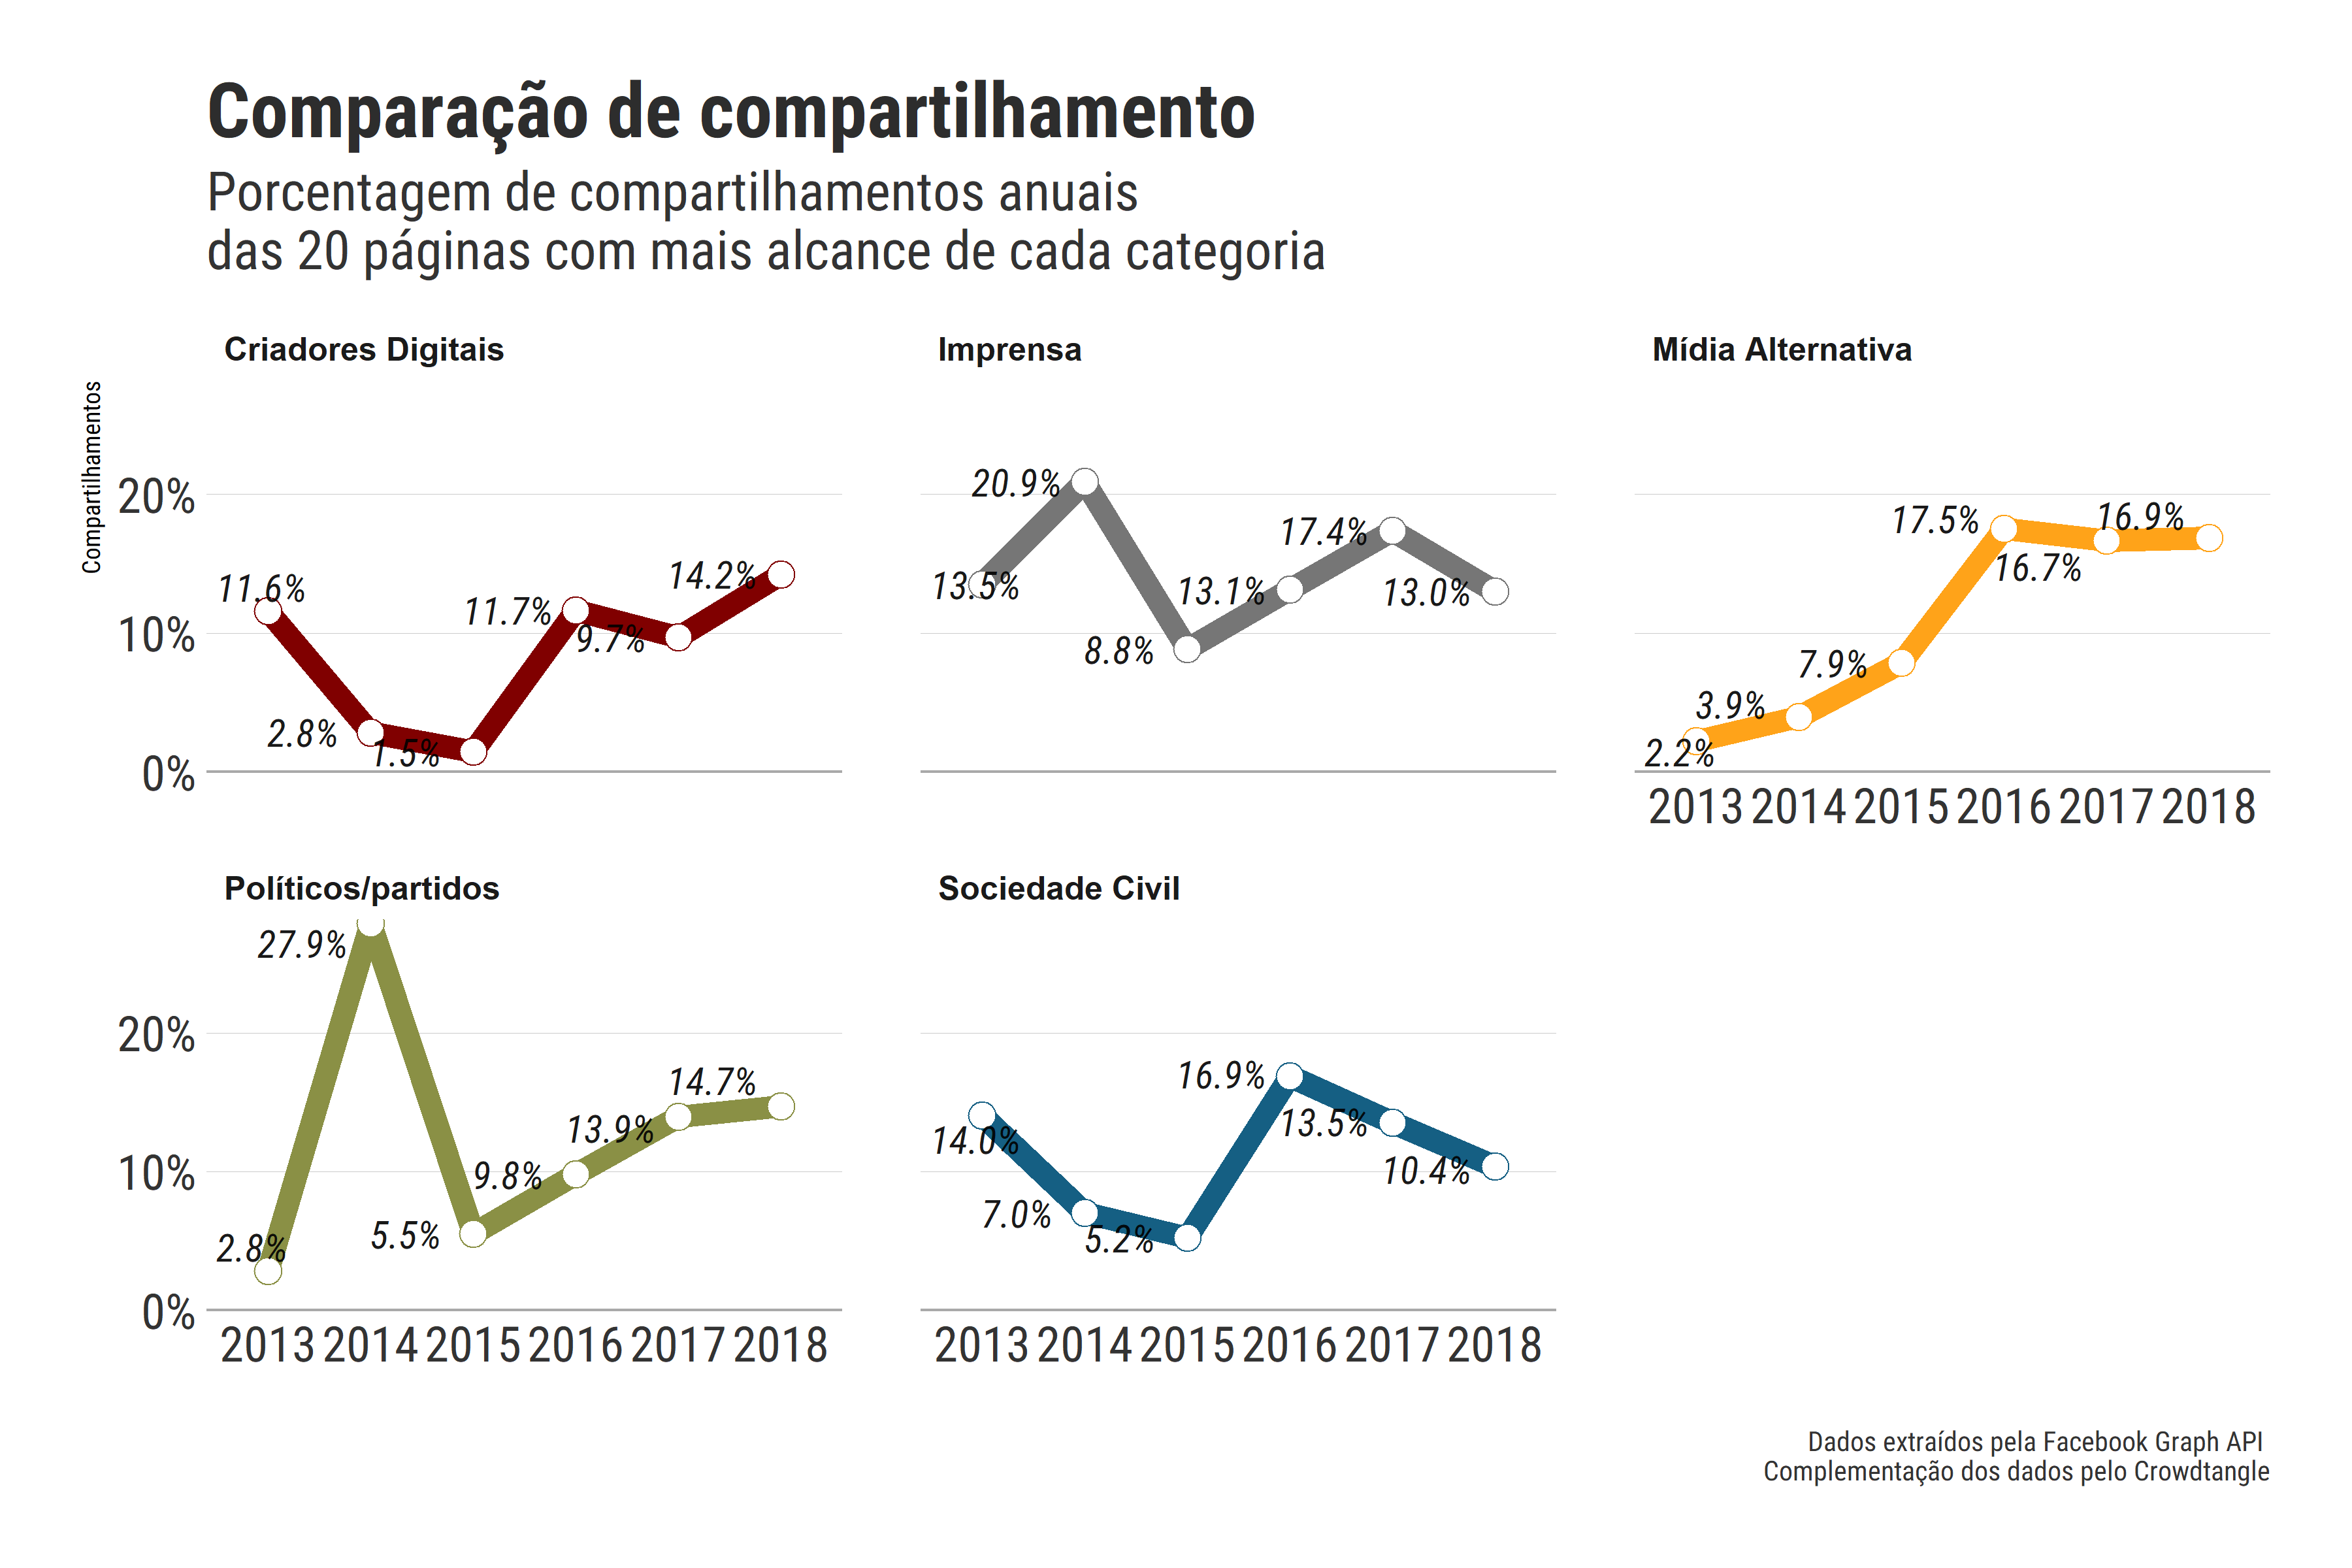 Comparação de compartilhamento
Porcentagem de compartilhamentos anuais
das 20 páginas com mais alcance de cada categoria
Criadores Digitais
Compartilhamentos
20%
10%
0%
11.6%
2.8%
1.5%
11.7%
9.7%
14.2%
Imprensa
13.5%
20.9%
8.8%
13.1%
17.4%
13.0%
Mídia Alternativa
2.2%
3.9%
7.9%
17.5%
16.7%
16.9%
2013 2014 2015 2016 2017 2018
Políticos/partidos
20%
10%
0%
2.8%
27.9%
5.5%
9.8%
13.9%
14.7%
2013 2014 2015 2016 2017 2018
Sociedade Civil
14.0%
7.0%
5.2%
16.9%
13.5%
10.4%
2013 2014 2015 2016 2017 2018
Dados extraídos pela Facebook Graph API
Complementação dos dados pelo Crowdtangle